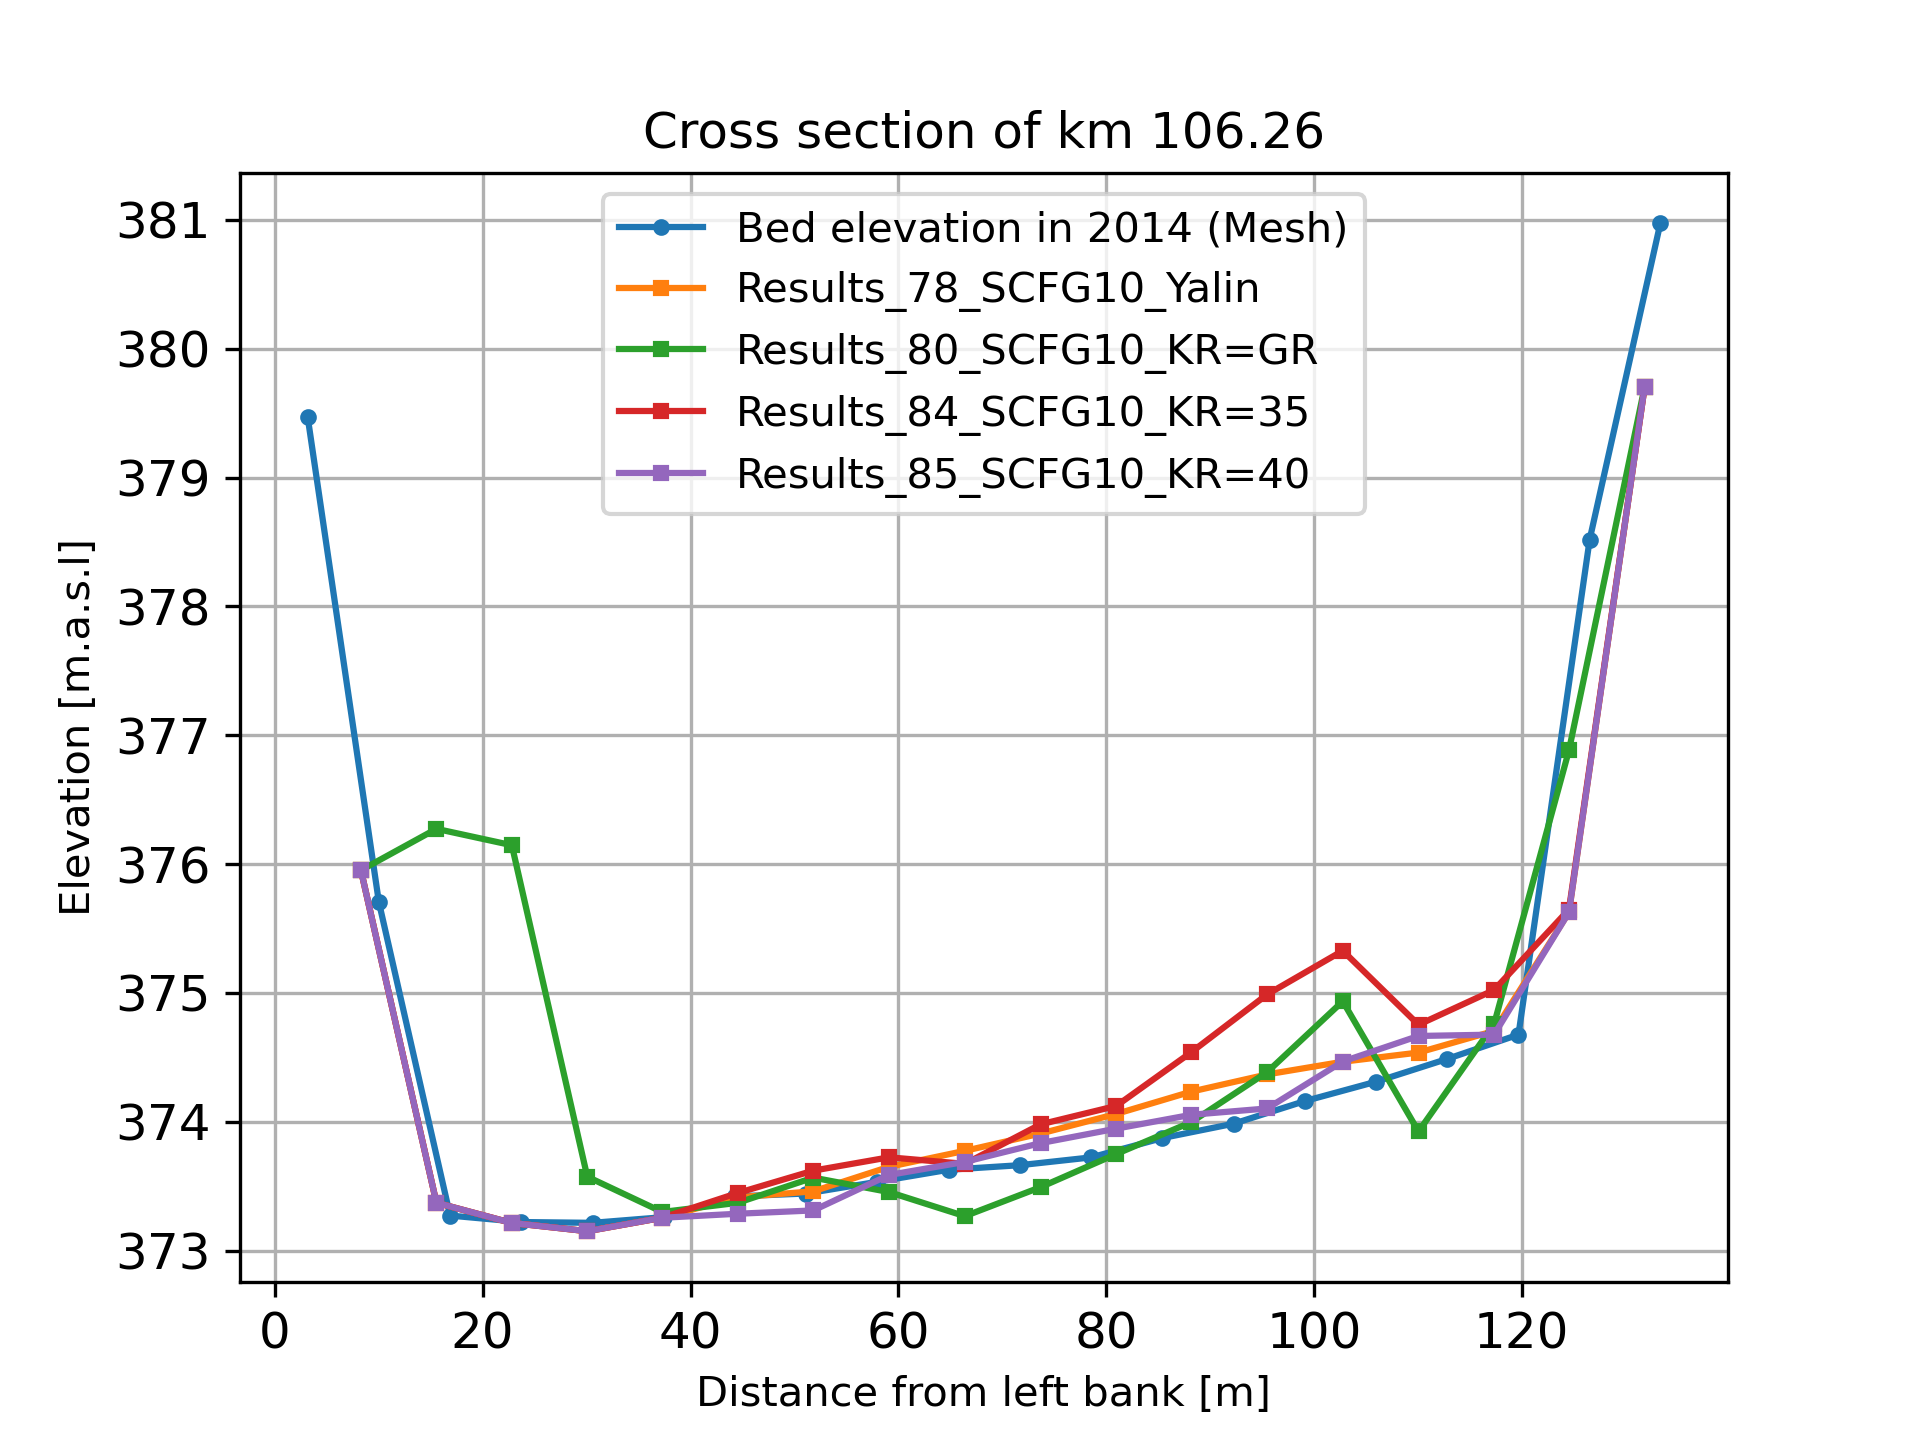 Cross section of km 106.26
Bed elevation in 2014 (Mesh)
Results_78_SCFG10_Yalin
Results_80_SCFG10_KR=GR
Results_84_SCFG10_KR=35
Results_85_SCFG10_KR=40
Elevation [m.a.s.l]
381
380
379
378
377
376
375
374
373
0 20 40 60 80 100 120
Distance from left bank [m]